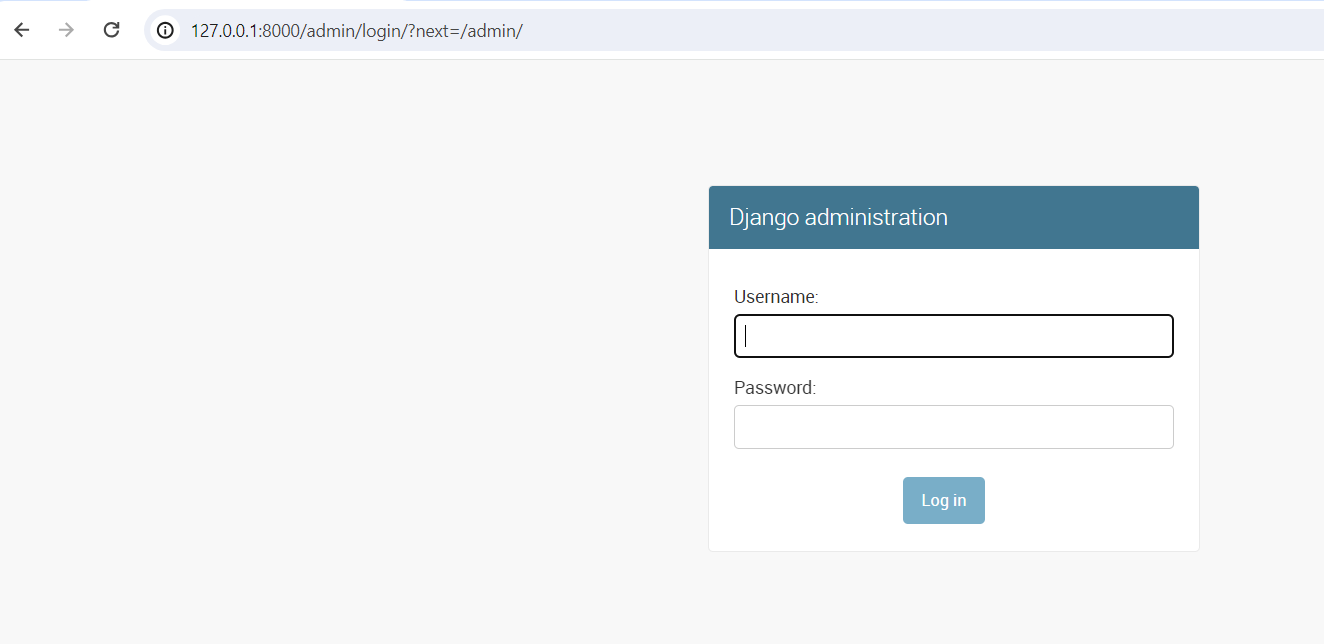 127.0.0.1:8000/admin/login/?next=/admin/
Django administration
Username:
Password:
Log in